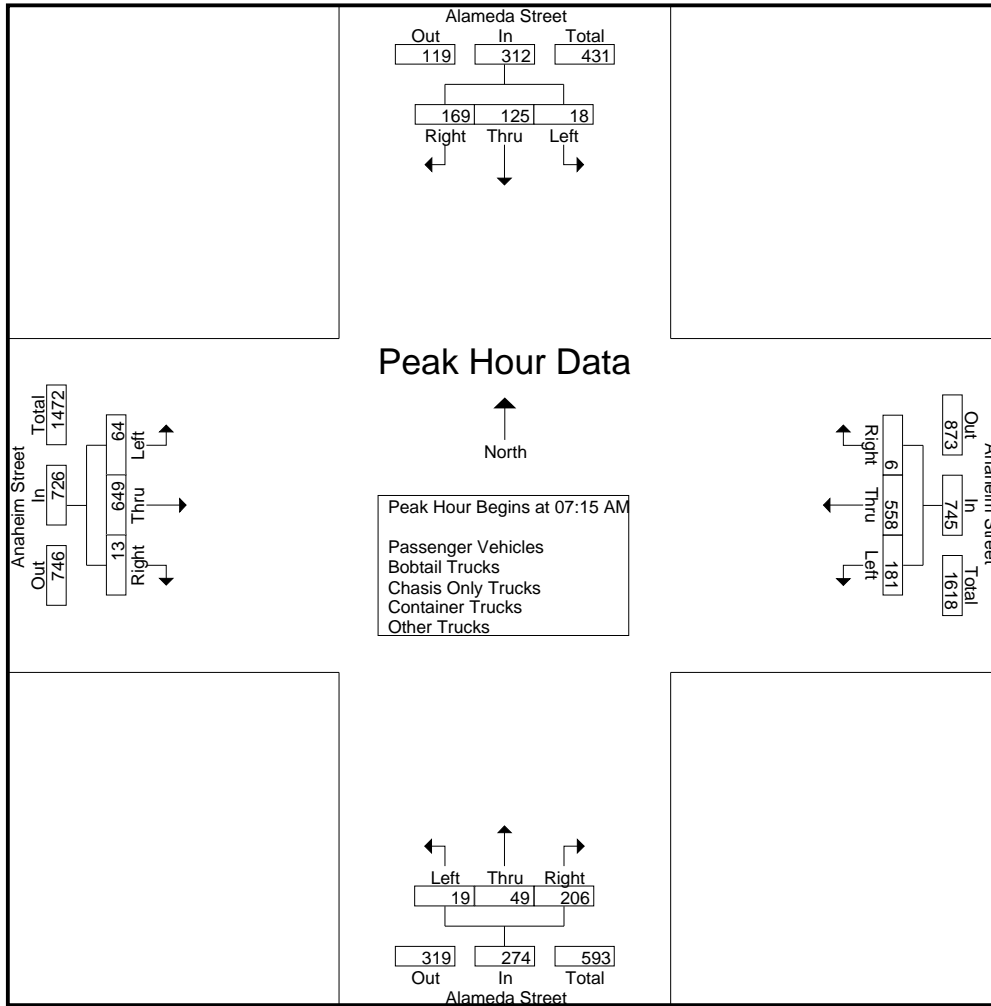 Alameda Street
Out In Total
119 312 431
169 125 18
Right Thru Left
Peak Hour Data
North
Peak Hour Begins at 07:15 AM
Passenger Vehicles
Bobtail Trucks
Chasis Only Trucks
Container Trucks
Other Trucks
Anaheim Street
Out In Total
746 726 1472
64 649 13
Left Thru Right
Anaheim Street
Out In Total
873 745 1618
6 558 181
Right Thru Left
Left Thru Right
19 49 206
319 274 593
Out In Total
Alameda Street